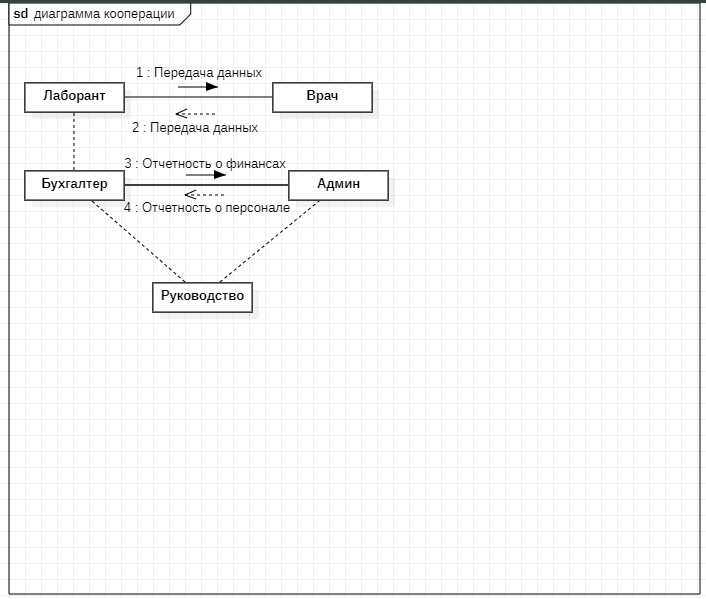 sd диаграмма кооперации
1 : Передача данных
Лаборант
Врач
2 : Передача данных
3 : Отчетность о финансах
Бухгалтер
Админ
4 : Отчетность о персонале
Руководство